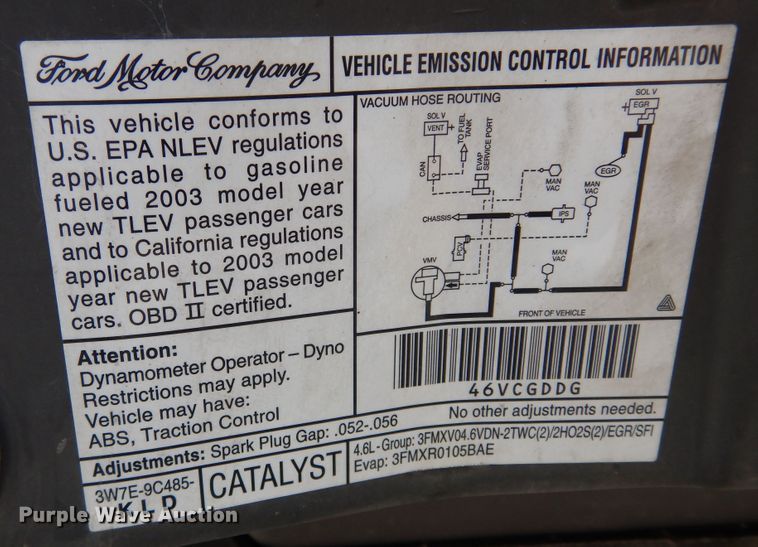 Ford Motor Company
VEHICLE EMISSION CONTROL INFORMATION
This vehicle conforms to
U.S. EPA NLEV regulations
applicable to gasoline
fueled 2003 model year
new TLEV passenger cars
and to California regulations
applicable to 2003 model
year new TLEV passenger
cars. OBD II certified.
VACUUM HOSE ROUTING
SOL V
VENT
TO FUEL
TANK
EVAP
SERVICE PORT
CAN
SOL V
EGR
EGR
MAN
VAC
MAN
VAC
CHASSIS
IPS
PCV
VMV
MAN
VAC
FRONT OF VEHICLE
Attention:
Dynamometer Operator – Dyno
Restrictions may apply.
Vehicle may have:
ABS, Traction Control
46VCGDDG
Adjustments: Spark Plug Gap: .052-.056
No other adjustments needed.
3W7E-9C485-
KLD
CATALYST
4.6L - Group: 3FMXV04.6VDN-2TWC(2)/2HO2S(2)/EGR/SFI
Evap: 3FMXR0105BAE
Purple Wave Auction